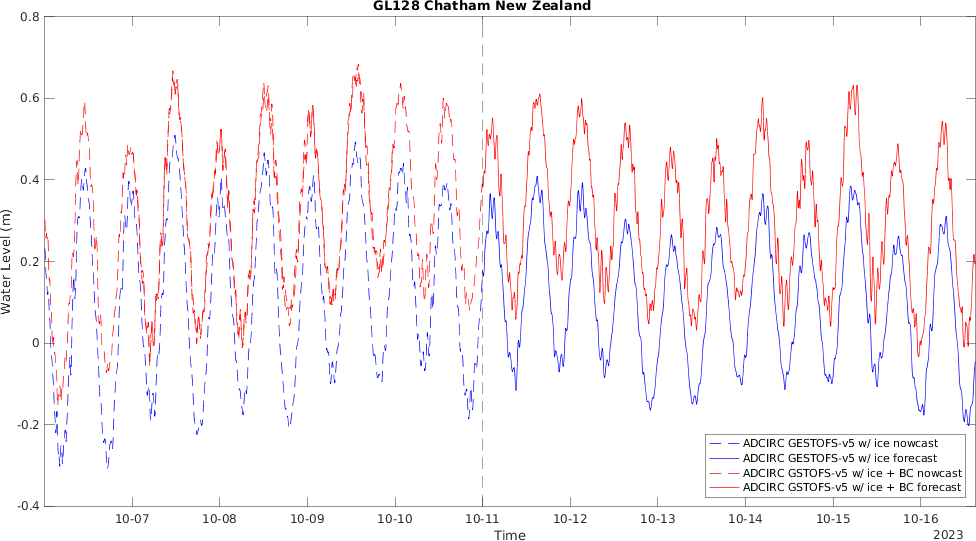 GL128 Chatham New Zealand
Water Level (m)
0.8
0.6
0.4
0.2
0
-0.2
-0.4
ADCIRC GESTOFS-v5 w/ ice nowcast
ADCIRC GESTOFS-v5 w/ ice forecast
ADCIRC GSTOFS-v5 w/ ice + BC nowcast
ADCIRC GSTOFS-v5 w/ ice + BC forecast
10-07 10-08 10-09 10-10 10-11 10-12 10-13 10-14 10-15 10-16
Time
2023